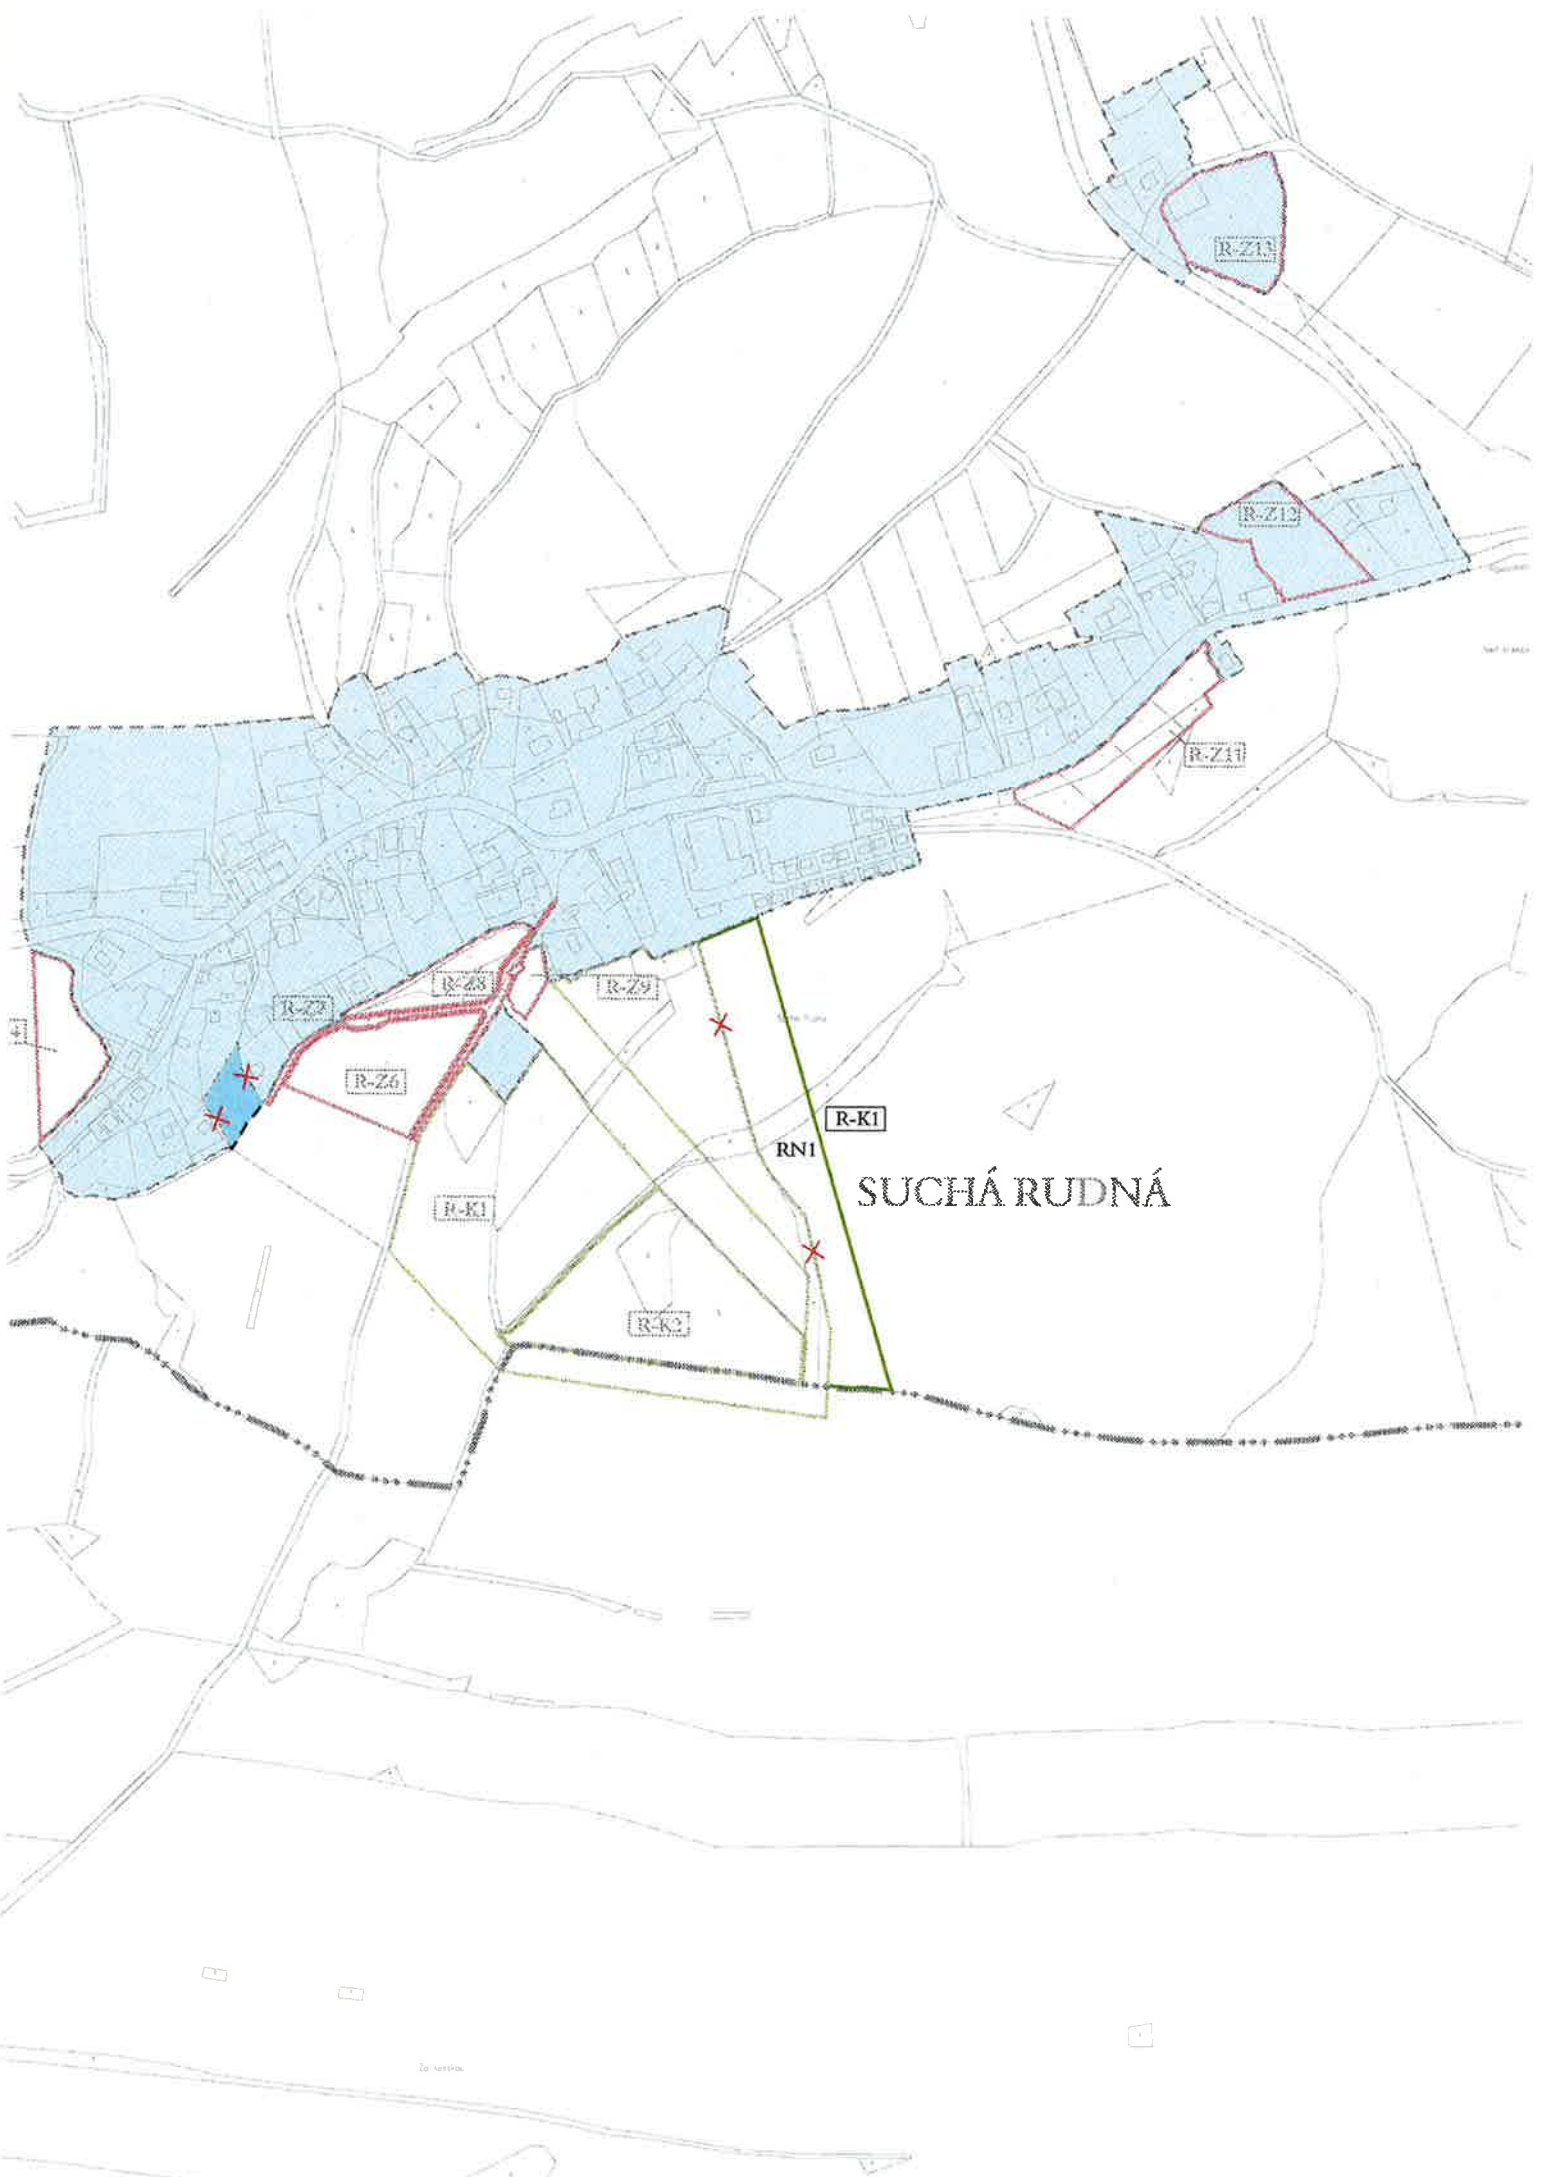 R-Z13
R-Z12
R-Z11
R-Z8
R-Z9
R-Z7
R-Z6
R-K1
RN1
SUCHÁ RUDNÁ
R-K1
R-K2